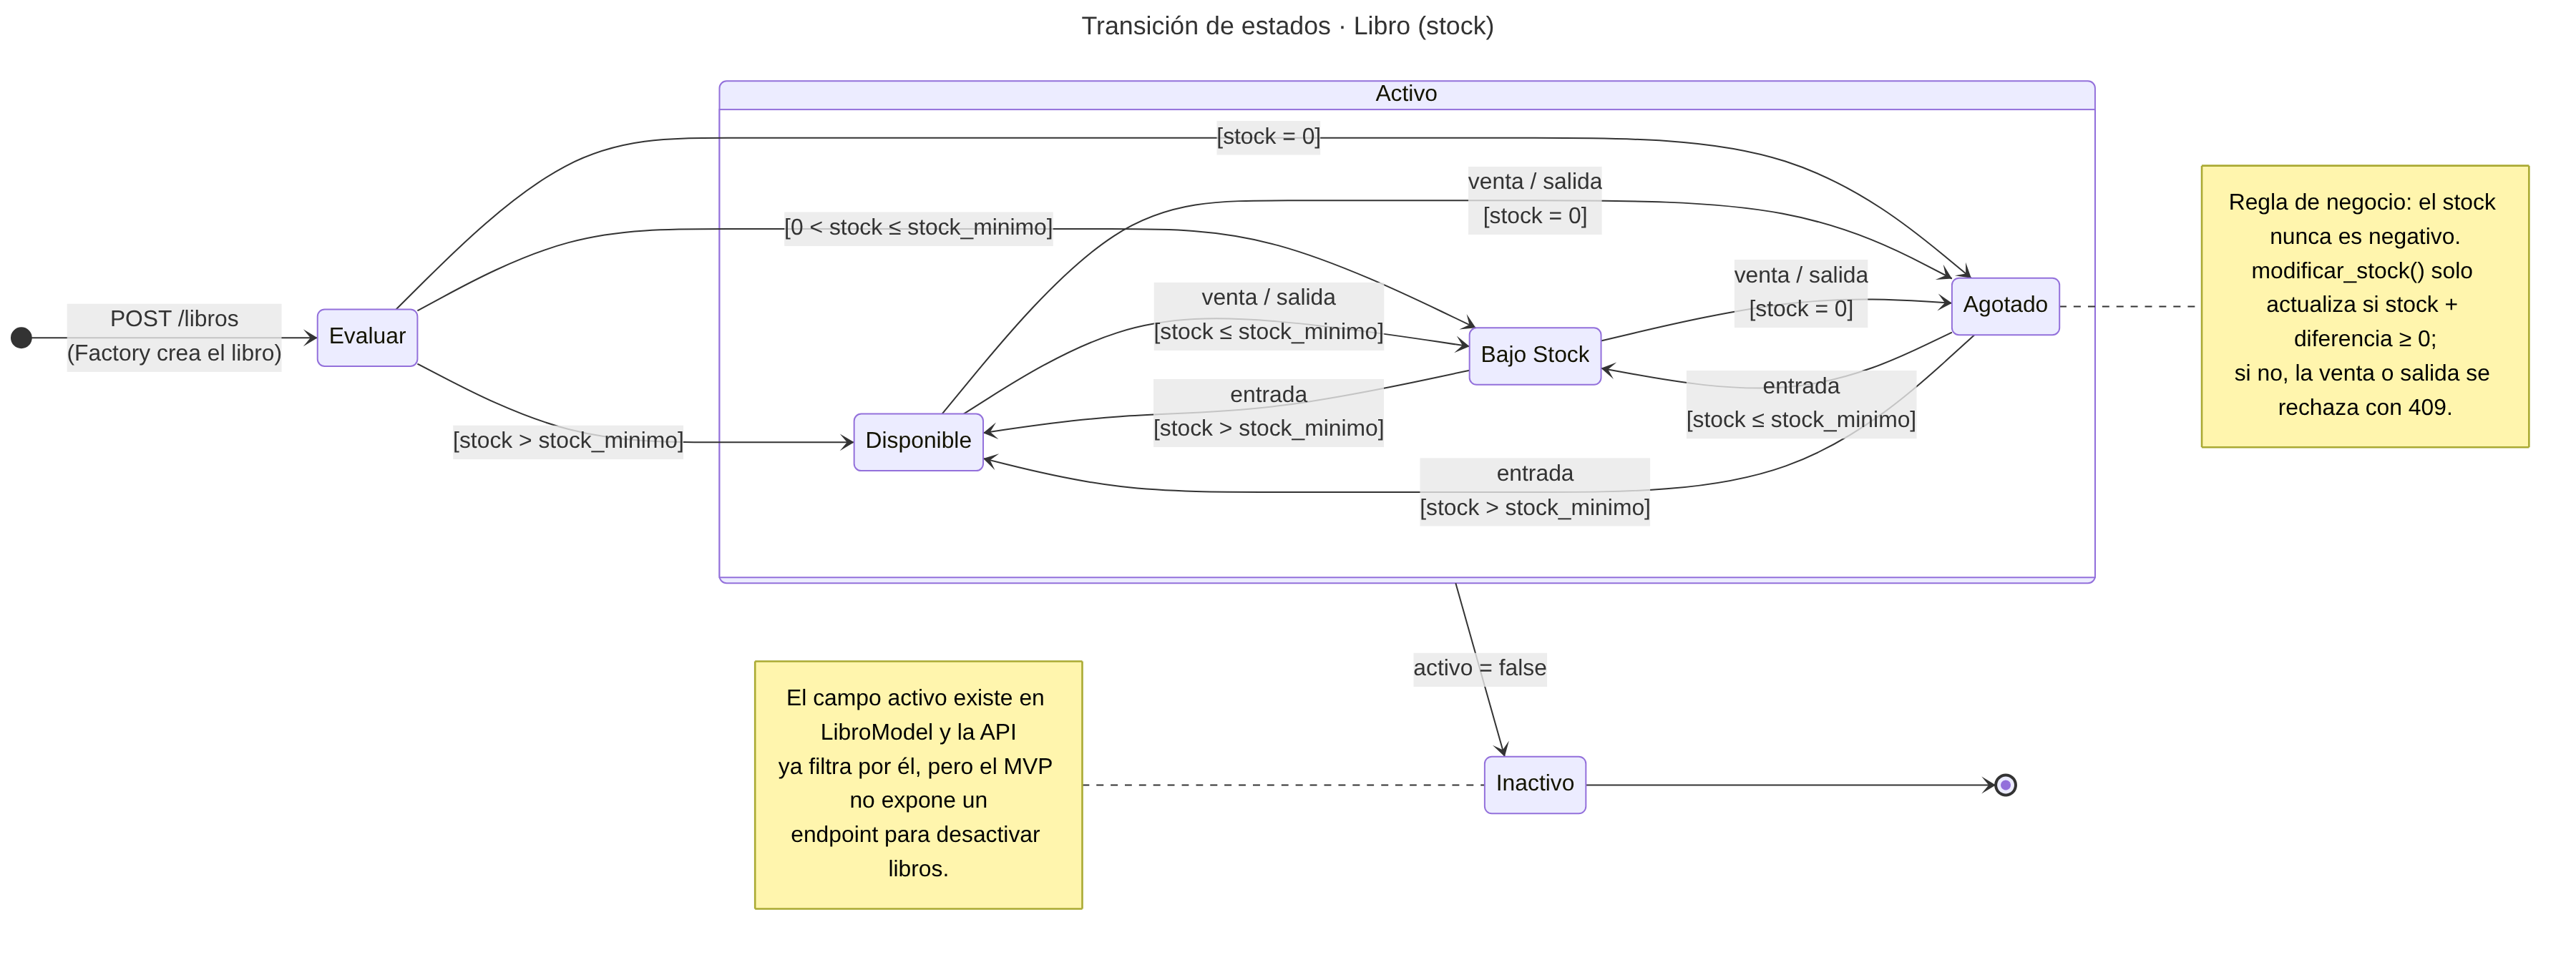 Transición de estados · Libro (stock)
Activo
[stock = 0]
venta / salida
[stock = 0]
[0 < stock ≤ stock_minimo]
POST /libros
(Factory crea el libro)
Evaluar
venta / salida
[stock ≤ stock_minimo]
venta / salida
[stock = 0]
Agotado
Bajo Stock
entrada
[stock > stock_minimo]
entrada
[stock ≤ stock_minimo]
[stock > stock_minimo]
Disponible
entrada
[stock > stock_minimo]
Regla de negocio: el stock
nunca es negativo.
modificar_stock() solo
actualiza si stock +
diferencia ≥ 0;
si no, la venta o salida se
rechaza con 409.
activo = false
El campo activo existe en
LibroModel y la API
ya filtra por él, pero el MVP
no expone un
endpoint para desactivar
libros.
Inactivo